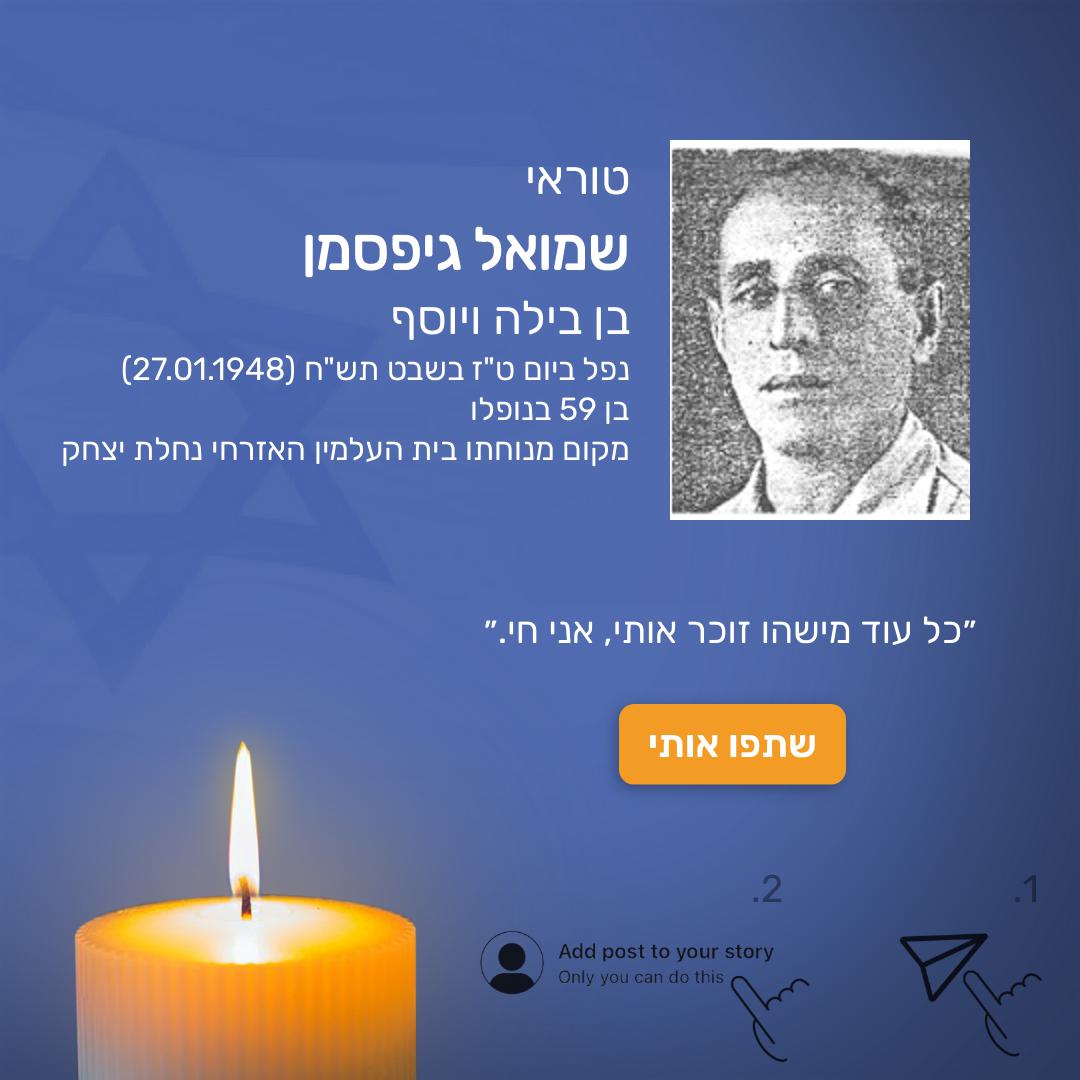 טוראי
שמואל גיפסמן
בן בילה ויוסף
נפל ביום ט"ז בשבט תש"ח (27.01.1948)
בן 59 בנופלו
מקום מנוחתו בית העלמין האזרחי נחלת יצחק
״כל עוד מישהו זוכר אותי, אני חי.״
שתפו אותי
.1
.2
Add post to your story
Only you can do this